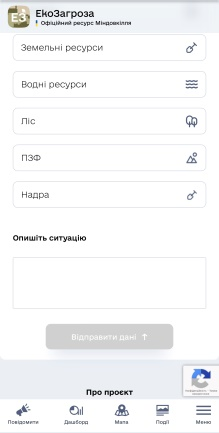 ЕкоЗагроза
Офіційний ресурс Міндовкілля
Земельні ресурси
Водні ресурси
Ліс
ПЗФ
Надра
Опишіть ситуацію
Відправити дані ↑
Про проєкт
Повідомити
Дашборд
Мапа
Події
Меню